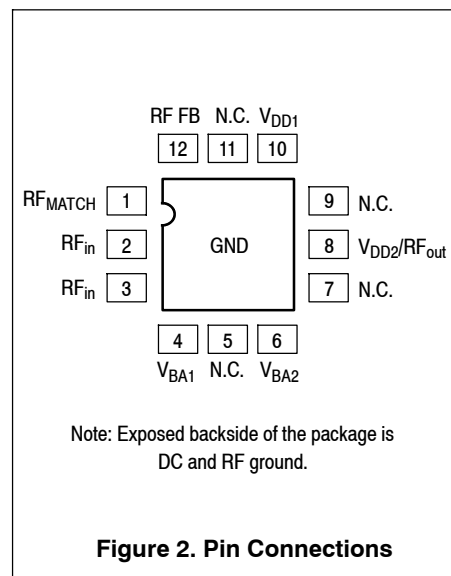 RF FB N.C. VDD1
12 11 10
RFMATCH 1 9 N.C.
RFin 2 GND 8 VDD2/RFout
RFin 3 7 N.C.
4 5 6
VBA1 N.C. VBA2
Note: Exposed backside of the package is
DC and RF ground.
Figure 2. Pin Connections